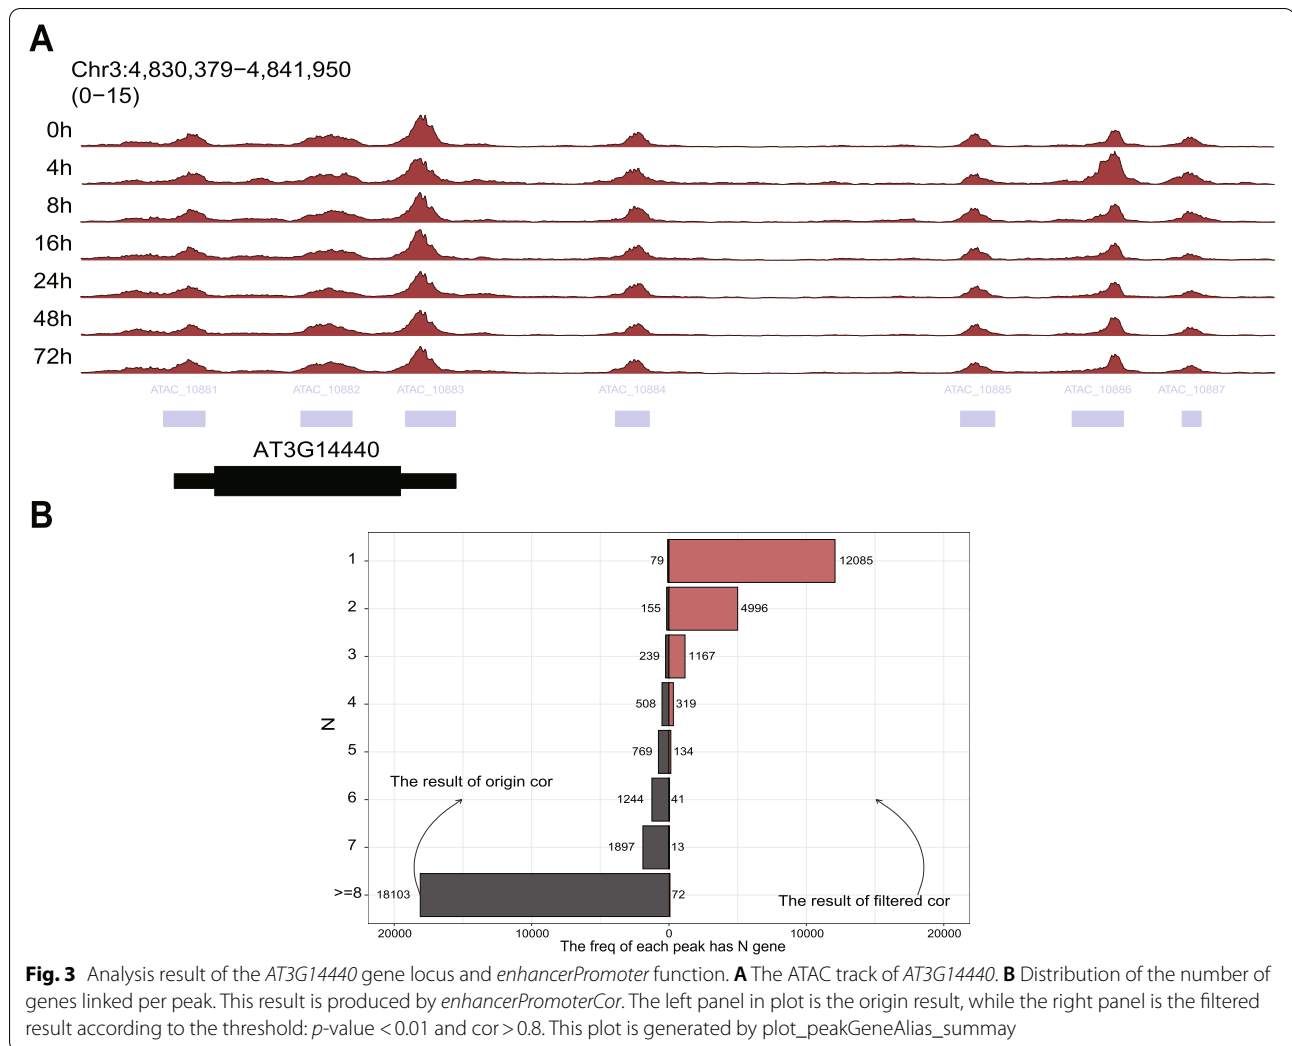 A
Chr3:4,830,379−4,841,950
(0−15)
0h
4h
8h
16h
24h
48h
72h
ATAC_10881 ATAC_10882 ATAC_10883 ATAC_10884 ATAC_10885 ATAC_10886 ATAC_10887
AT3G14440
B
N
1 79 12085
2 155 4996
3 239 1167
4 508 319
5 769 134
The result of origin cor
6 1244 41
7 1897 13
>=8 18103 72
The result of filtered cor
20000 10000 0 10000 20000
The freq of each peak has N gene
Fig. 3 Analysis result of the AT3G14440 gene locus and enhancerPromoter function. A The ATAC track of AT3G14440. B Distribution of the number of
genes linked per peak. This result is produced by enhancerPromoterCor. The left panel in plot is the origin result, while the right panel is the filtered
result according to the threshold: p-value < 0.01 and cor > 0.8. This plot is generated by plot_peakGeneAlias_summay